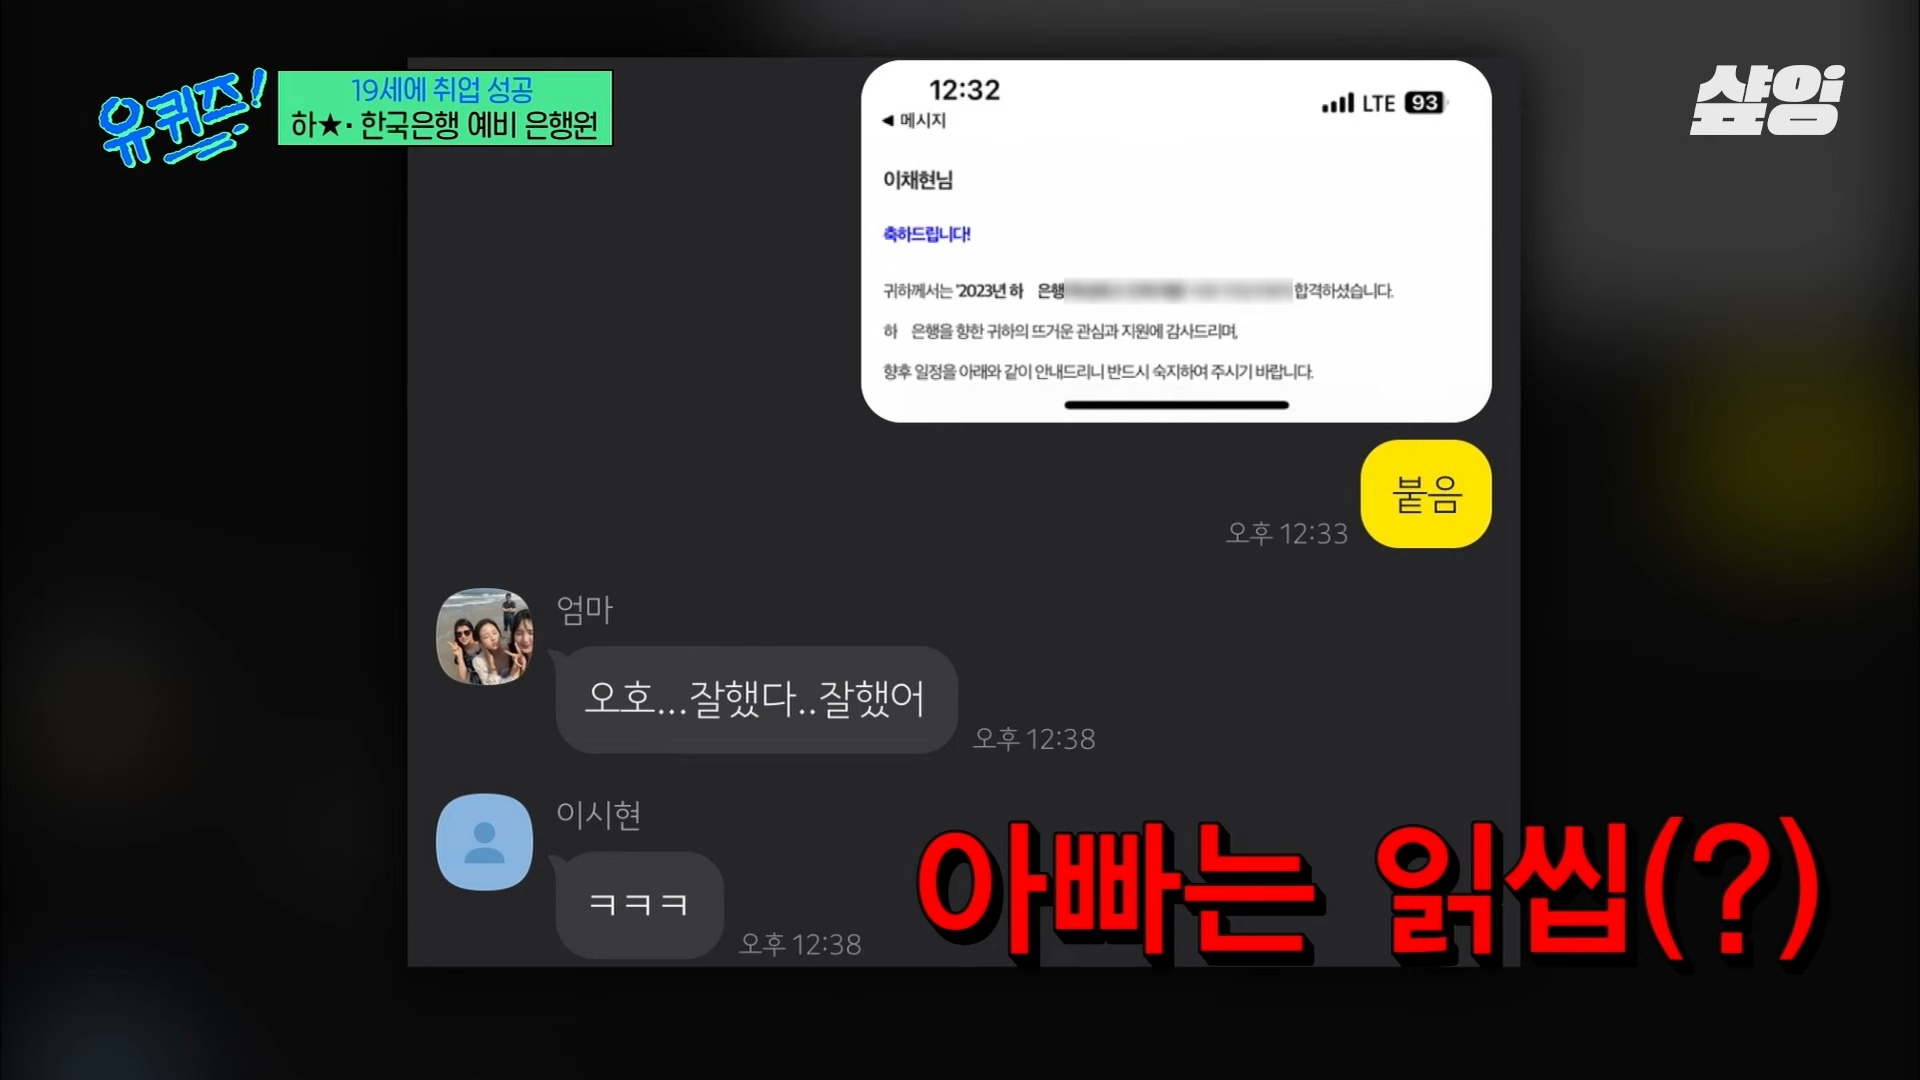 유퀴즈!
19세에 취업 성공
하★· 한국은행 예비 은행원
샾잉
12:32
LTE 93
◀ 메시지
이채현님
축하드립니다!
귀하께서는 '2023년 하 은행 합격하셨습니다.
하 은행을 향한 귀하의 뜨거운 관심과 지원에 감사드리며,
향후 일정을 아래와 같이 안내드리니 반드시 숙지하여 주시기 바랍니다.
붙음
오후 12:33
엄마
오호...잘했다..잘했어
오후 12:38
이시현
ㅋㅋㅋ
오후 12:38
아빠는 읽씹(?)